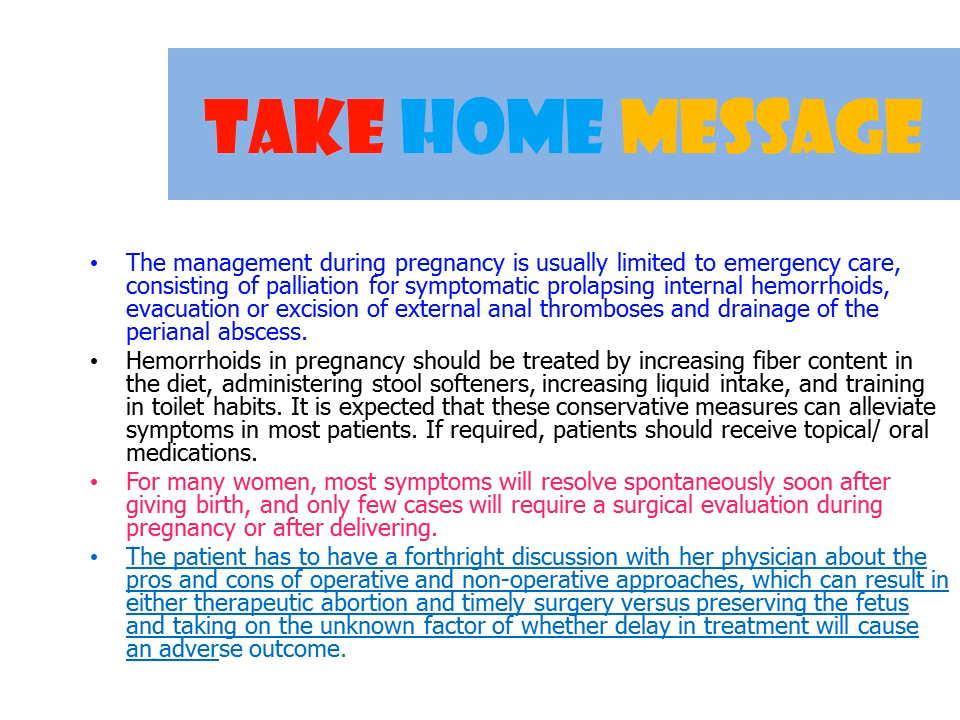 TAKE HOME MESSAGE
• The management during pregnancy is usually limited to emergency care,
consisting of palliation for symptomatic prolapsing internal hemorrhoids,
evacuation or excision of external anal thromboses and drainage of the
perianal abscess.
• Hemorrhoids in pregnancy should be treated by increasing fiber content in
the diet, administering stool softeners, increasing liquid intake, and training
in toilet habits. It is expected that these conservative measures can alleviate
symptoms in most patients. If required, patients should receive topical/ oral
medications.
• For many women, most symptoms will resolve spontaneously soon after
giving birth, and only few cases will require a surgical evaluation during
pregnancy or after delivering.
• The patient has to have a forthright discussion with her physician about the
pros and cons of operative and non-operative approaches, which can result in
either therapeutic abortion and timely surgery versus preserving the fetus
and taking on the unknown factor of whether delay in treatment will cause
an adverse outcome.